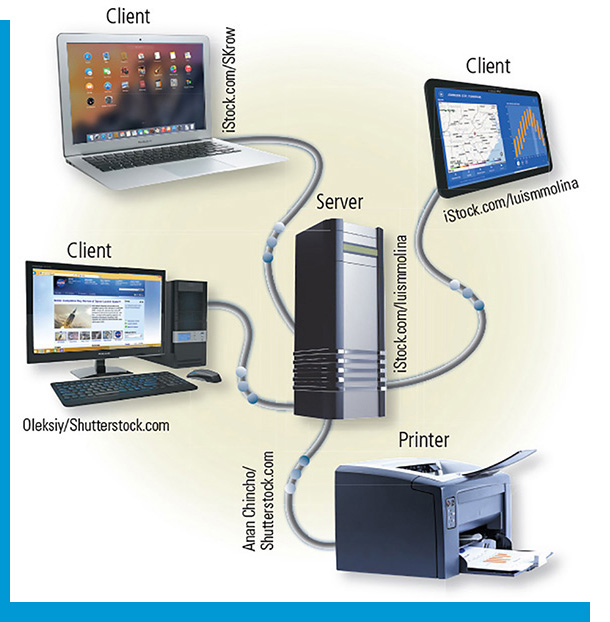 Client
iStock.com/SKrow
Client
iStock.com/luismmolina
Server
iStock.com/luismmolina
Client
Oleksiy/Shutterstock.com
Printer
Anan Chincho/
Shutterstock.com